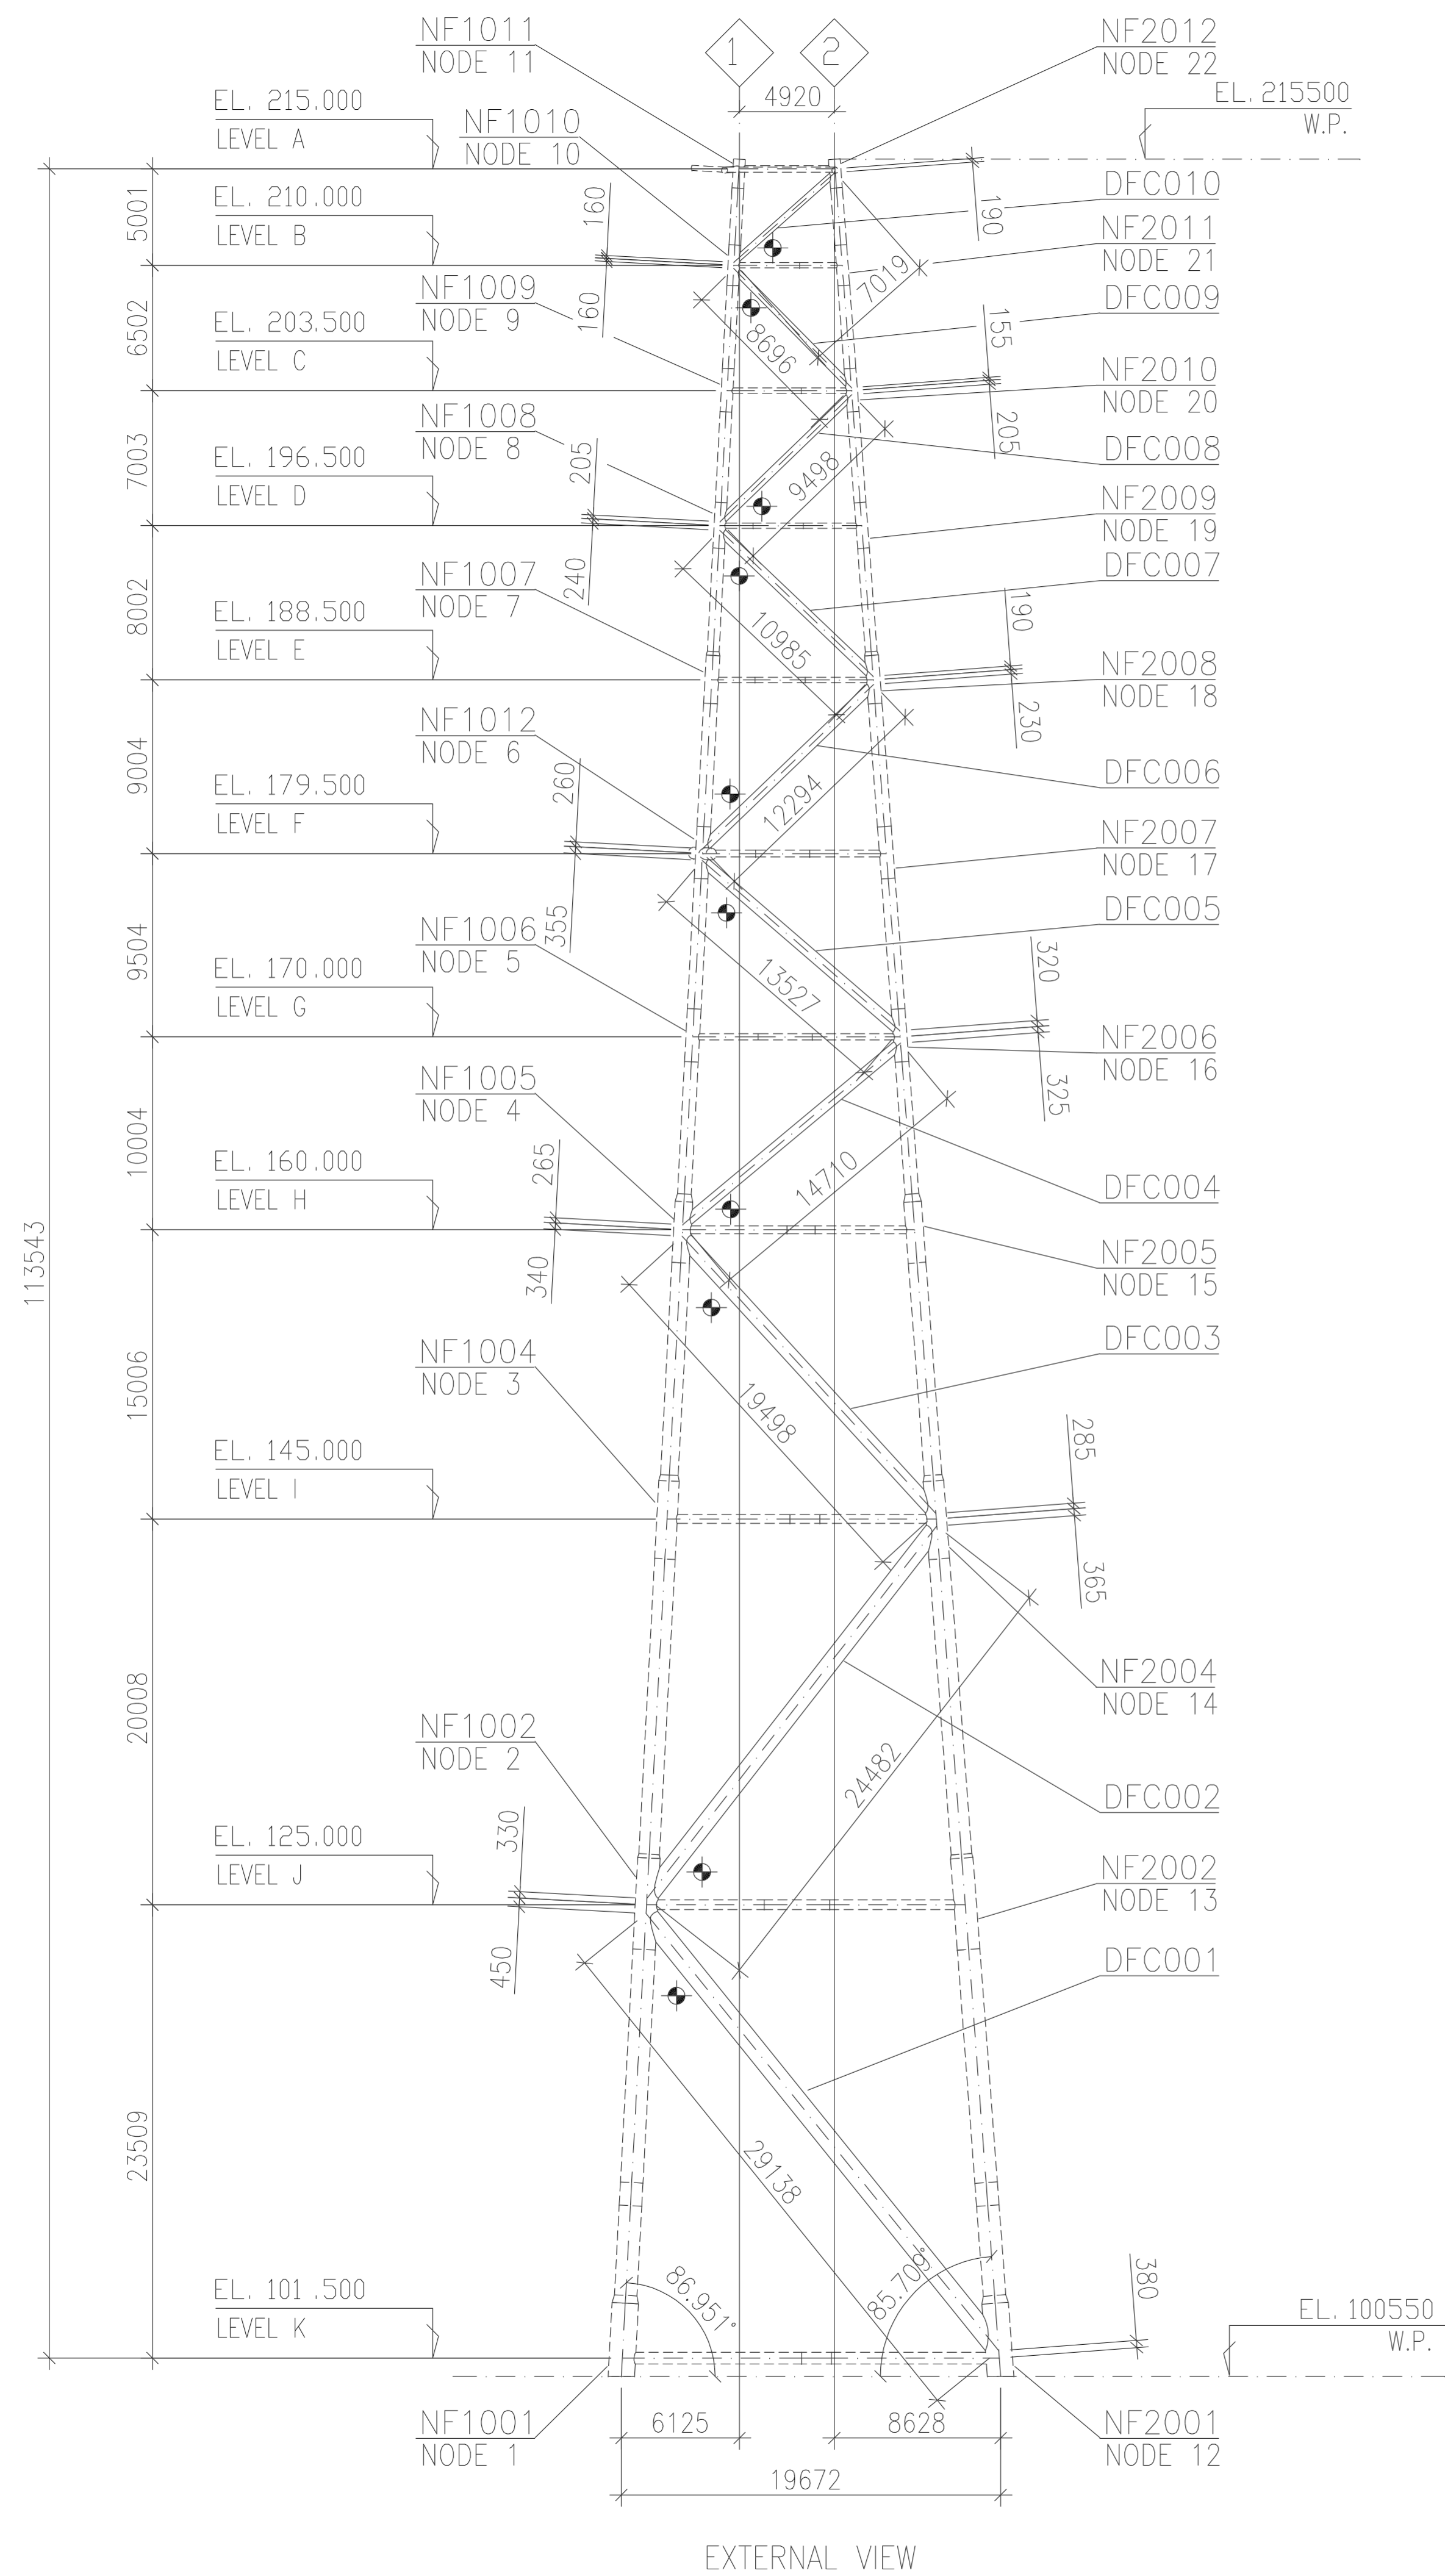 NF1011
NODE 11
1
2
NF2012
NODE 22
4920
EL. 215500
W.P.
EL. 215.000
LEVEL A
NF1010
NODE 10
DFC010
190
5001
EL. 210.000
LEVEL B
160
160
NF2011
NODE 21
7019
DFC009
6502
NF1009
NODE 9
8696
155
EL. 203.500
LEVEL C
NF2010
NODE 20
205
NF1008
NODE 8
DFC008
7003
EL. 196.500
LEVEL D
205
240
9498
NF2009
NODE 19
DFC007
8002
NF1007
NODE 7
190
EL. 188.500
LEVEL E
10985
NF2008
NODE 18
230
NF1012
NODE 6
9004
DFC006
EL. 179.500
LEVEL F
260
355
12294
NF2007
NODE 17
DFC005
9504
NF1006
NODE 5
320
EL. 170.000
LEVEL G
13527
NF2006
NODE 16
325
NF1005
NODE 4
10004
EL. 160.000
LEVEL H
265
340
14710
DFC004
113543
NF2005
NODE 15
DFC003
15006
NF1004
NODE 3
19498
285
EL. 145.000
LEVEL I
365
NF2004
NODE 14
20008
NF1002
NODE 2
24482
DFC002
EL. 125.000
LEVEL J
330
450
NF2002
NODE 13
DFC001
23509
29138
EL. 101 .500
LEVEL K
86.951°
85.709°
380
EL. 100550
W.P.
NF1001
NODE 1
6125
8628
NF2001
NODE 12
19672
EXTERNAL VIEW